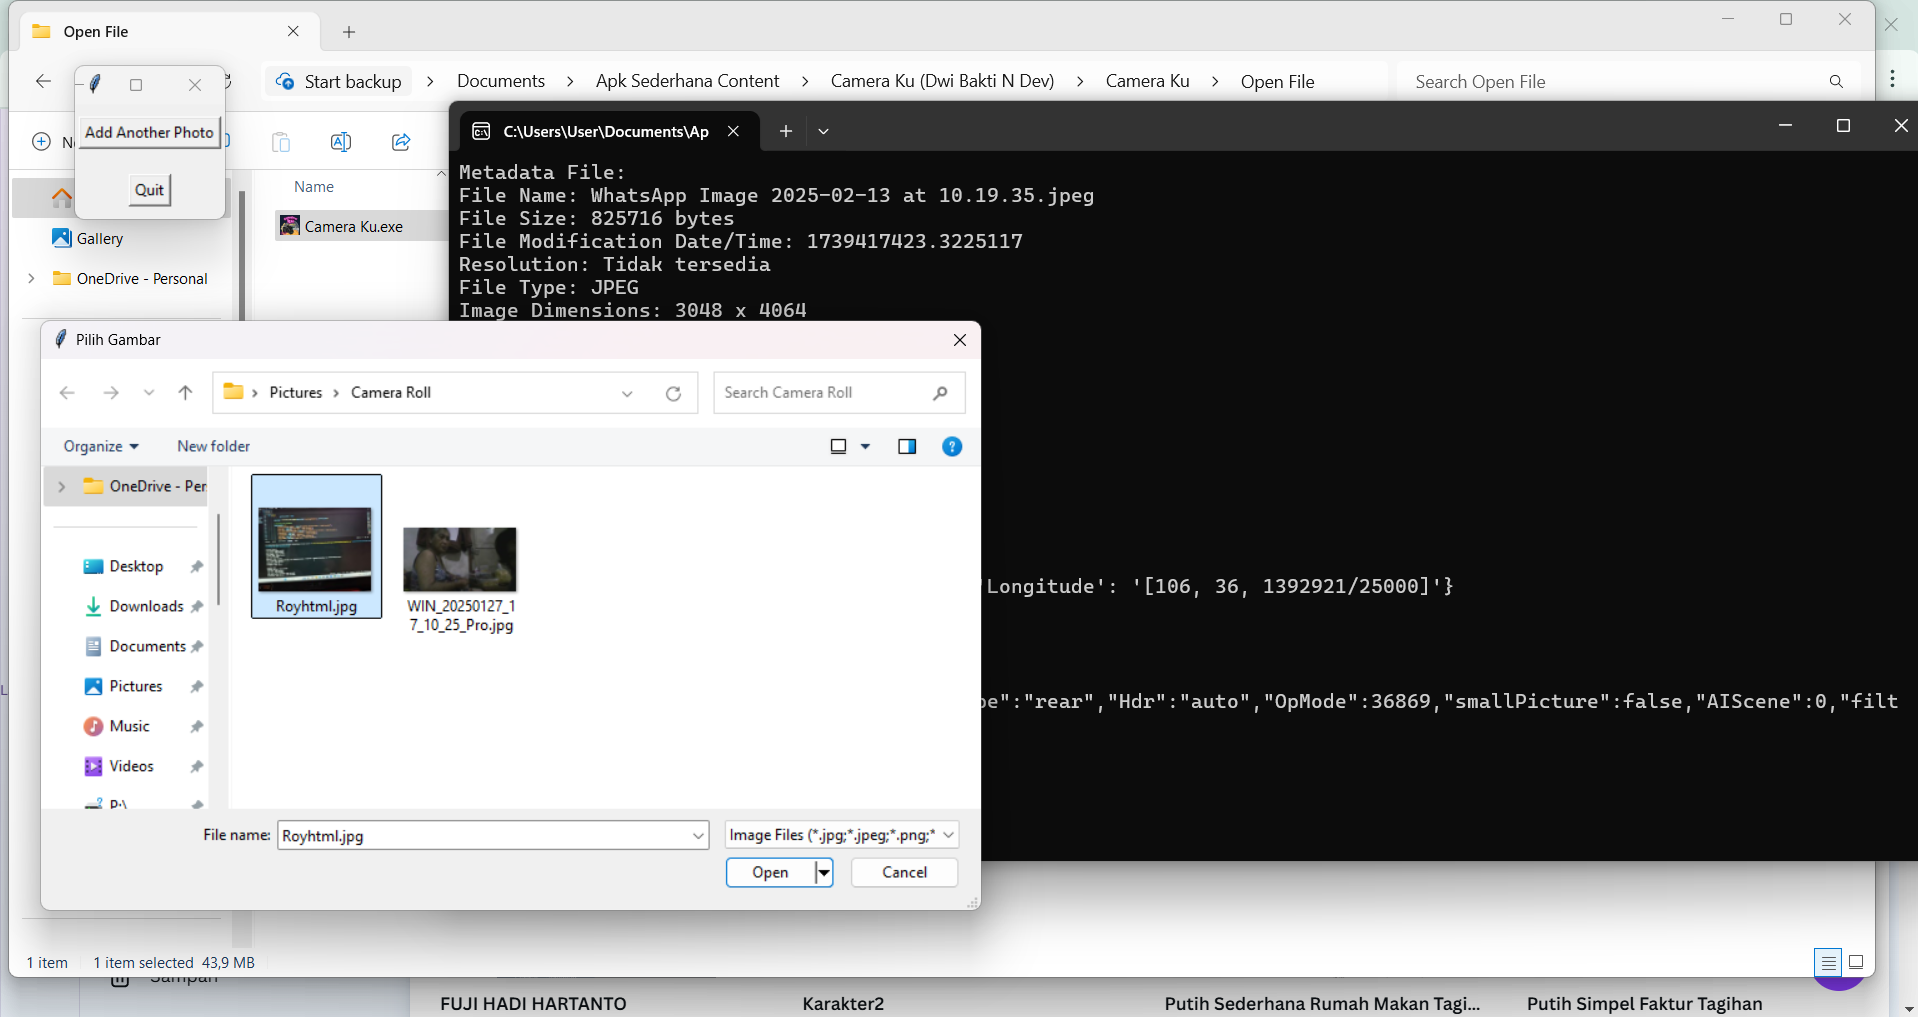 Open File
Start backup
Documents
Apk Sederhana Content
Camera Ku (Dwi Bakti N Dev)
Camera Ku
Open File
Search Open File
Add Another Photo
Quit
Name
Camera Ku.exe
Gallery
OneDrive - Personal
C:\Users\User\Documents\Ap
Metadata File:
File Name: WhatsApp Image 2025-02-13 at 10.19.35.jpeg
File Size: 825716 bytes
File Modification Date/Time: 1739417423.3225117
Resolution: Tidak tersedia
File Type: JPEG
Image Dimensions: 3048 x 4064
Longitude': '[106, 36, 1392921/25000]'}
pe":"rear","Hdr":"auto","OpMode":36869,"smallPicture":false,"AIScene":0,"filt
Pilih Gambar
Pictures
Camera Roll
Search Camera Roll
Organize
New folder
OneDrive - Per
Desktop
Downloads
Documents
Pictures
Music
Videos
P:\
Royhtml.jpg
WIN_20250127_1
7_10_25_Pro.jpg
File name:
Royhtml.jpg
Image Files (*.jpg;*.jpeg;*.png;*
Open
Cancel
1 item
1 item selected 43,9 MB
Sampah
FUJI HADI HARTANTO
Karakter2
Putih Sederhana Rumah Makan Tagi...
Putih Simpel Faktur Tagihan